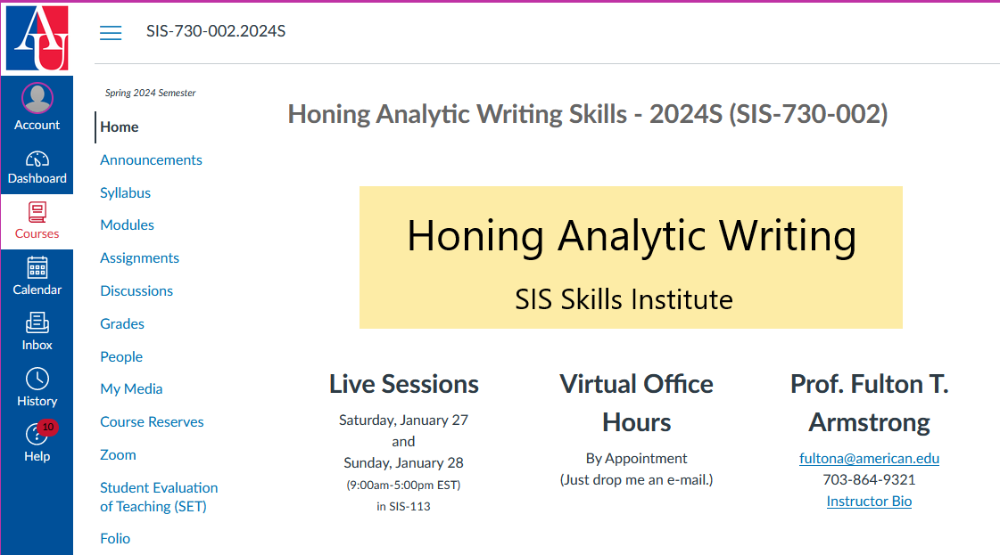 AU
SIS-730-002.2024S
Account
Dashboard
Courses
Calendar
Inbox
History
10
Help
Spring 2024 Semester
Home
Announcements
Syllabus
Modules
Assignments
Discussions
Grades
People
My Media
Course Reserves
Zoom
Student Evaluation
of Teaching (SET)
Folio
Honing Analytic Writing Skills - 2024S (SIS-730-002)
Honing Analytic Writing
SIS Skills Institute
Live Sessions
Saturday, January 27
and
Sunday, January 28
(9:00am-5:00pm EST)
in SIS-113
Virtual Office
Hours
By Appointment
(Just drop me an e-mail.)
Prof. Fulton T.
Armstrong
fultona@american.edu
703-864-9321
Instructor Bio